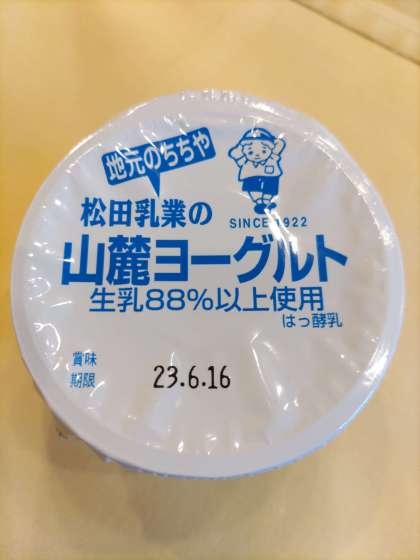 地元のちちや
松田乳業の
SINCE 1922
山麓ヨーグルト
生乳88%以上使用
はっ酵乳
賞味
期限
23.6.16